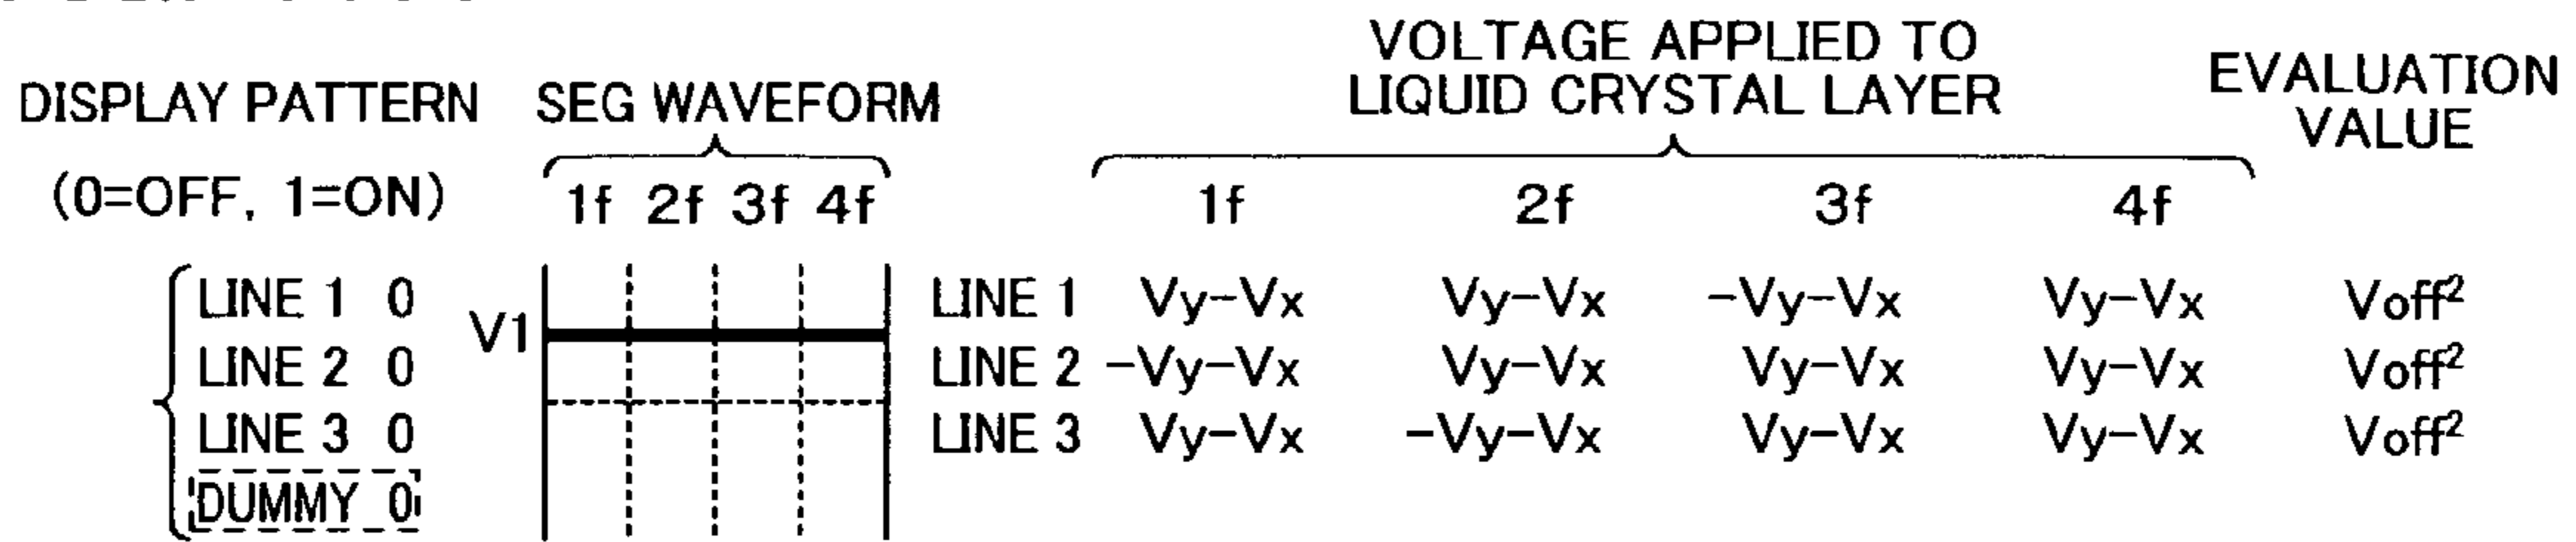 VOLTAGE APPLIED TO
LIQUID CRYSTAL LAYER
EVALUATION
VALUE
DISPLAY PATTERN
SEG WAVEFORM
(0=OFF, 1=ON)
1f 2f 3f 4f
1f 2f 3f 4f
LINE 1 0
LINE 2 0
LINE 3 0
DUMMY 0
V1
LINE 1 Vy-Vx Vy-Vx -Vy-Vx Vy-Vx Voff²
LINE 2 -Vy-Vx Vy-Vx Vy-Vx Vy-Vx Voff²
LINE 3 Vy-Vx -Vy-Vx Vy-Vx Vy-Vx Voff²